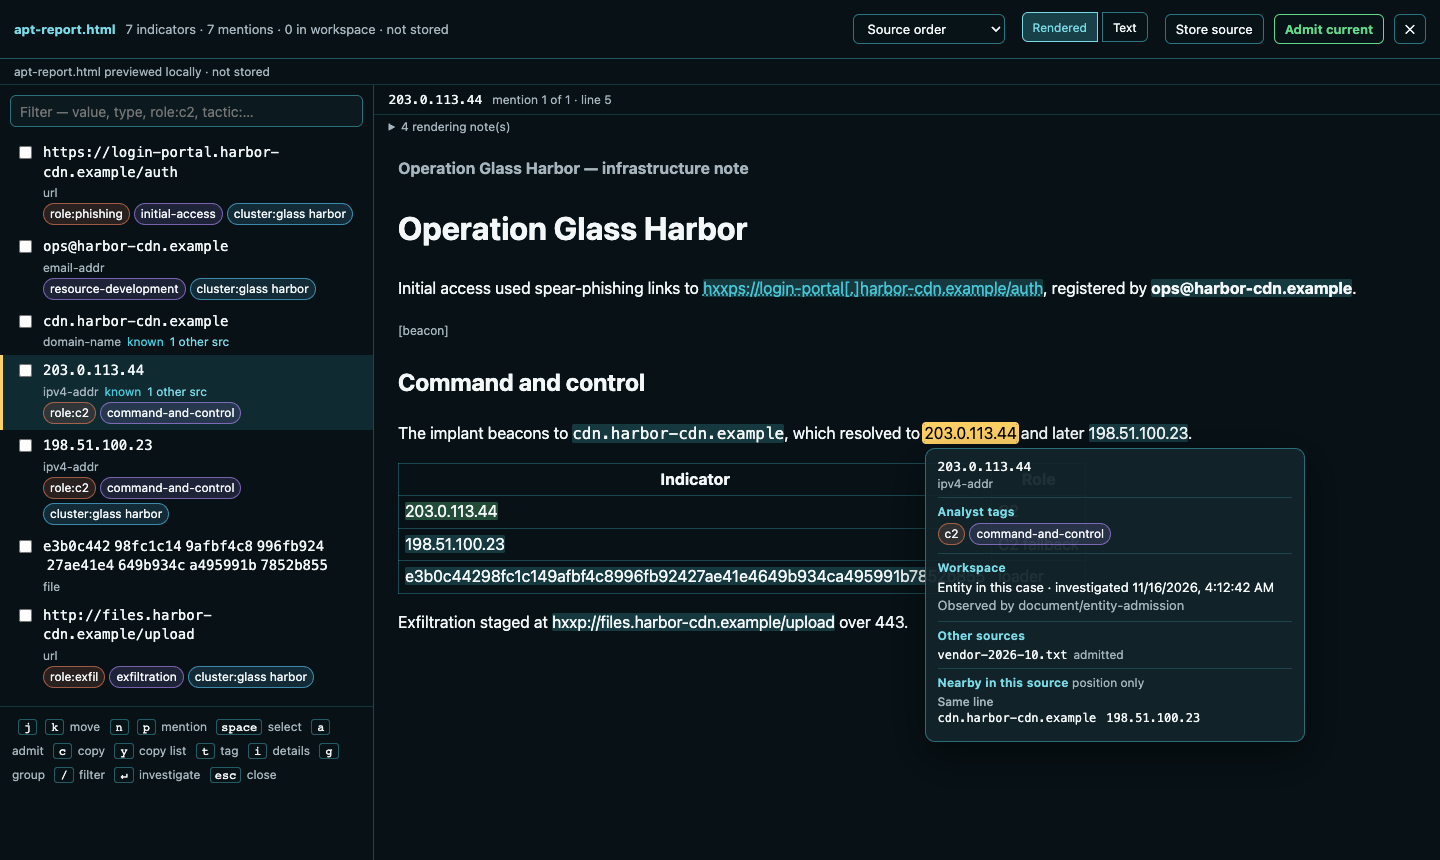 apt-report.html 7 indicators · 7 mentions · 0 in workspace · not stored
Source order
Rendered
Text
Store source
Admit current
×
apt-report.html previewed locally · not stored
Filter — value, type, role:c2, tactic:...
https://login-portal.harbor-
cdn.example/auth
url
role:phishing initial-access cluster:glass harbor
ops@harbor-cdn.example
email-addr
resource-development cluster:glass harbor
cdn.harbor-cdn.example
domain-name known 1 other src
203.0.113.44
ipv4-addr known 1 other src
role:c2 command-and-control
198.51.100.23
ipv4-addr
role:c2 command-and-control
cluster:glass harbor
e3b0c442 98fc1c14 9afbf4c8 996fb924
27ae41e4 649b934c a495991b 7852b855
file
http://files.harbor-
cdn.example/upload
url
role:exfil exfiltration cluster:glass harbor
j k move n p mention space select a
admit c copy y copy list t tag i details g
group / filter ↵ investigate esc close
203.0.113.44 mention 1 of 1 · line 5
▶ 4 rendering note(s)
Operation Glass Harbor — infrastructure note
Operation Glass Harbor
Initial access used spear-phishing links to hxxps://login-portal[.]harbor-cdn.example/auth, registered by ops@harbor-cdn.example.
[beacon]
Command and control
The implant beacons to cdn.harbor-cdn.example, which resolved to 203.0.113.44 and later 198.51.100.23.
Indicator Role
203.0.113.44
198.51.100.23 C2 fallback
e3b0c44298fc1c149afbf4c8996fb92427ae41e4649b934ca495991b7852b855 loader
Exfiltration staged at hxxp://files.harbor-cdn.example/upload over 443.
203.0.113.44
ipv4-addr
Analyst tags
c2 command-and-control
Workspace
Entity in this case · investigated 11/16/2026, 4:12:42 AM
Observed by document/entity-admission
Other sources
vendor-2026-10.txt admitted
Nearby in this source position only
Same line
cdn.harbor-cdn.example 198.51.100.23